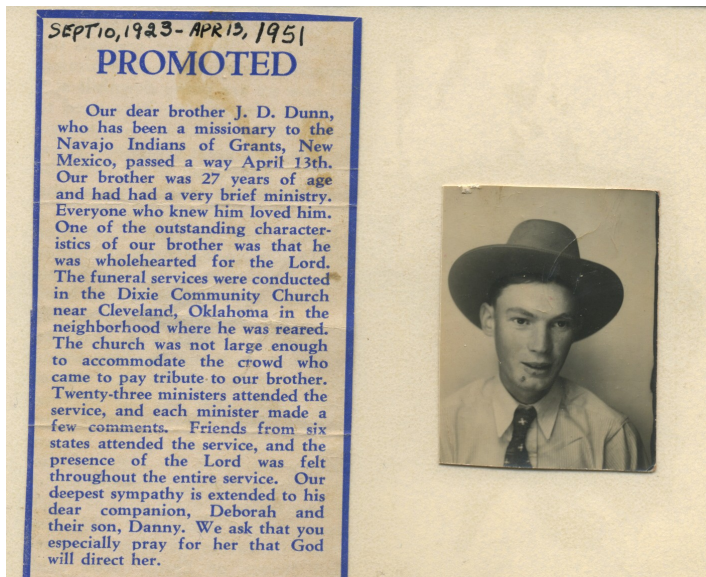 SEPT 10, 1923 - APR 13, 1951
PROMOTED
Our dear brother J. D. Dunn,
who has been a missionary to the
Navajo Indians of Grants, New
Mexico, passed a way April 13th.
Our brother was 27 years of age
and had had a very brief ministry.
Everyone who knew him loved him.
One of the outstanding character-
istics of our brother was that he
was wholehearted for the Lord.
The funeral services were conducted
in the Dixie Community Church
near Cleveland, Oklahoma in the
neighborhood where he was reared.
The church was not large enough
to accommodate the crowd who
came to pay tribute to our brother.
Twenty-three ministers attended the
service, and each minister made a
few comments. Friends from six
states attended the service, and the
presence of the Lord was felt
throughout the entire service. Our
deepest sympathy is extended to his
dear companion, Deborah and
their son, Danny. We ask that you
especially pray for her that God
will direct her.